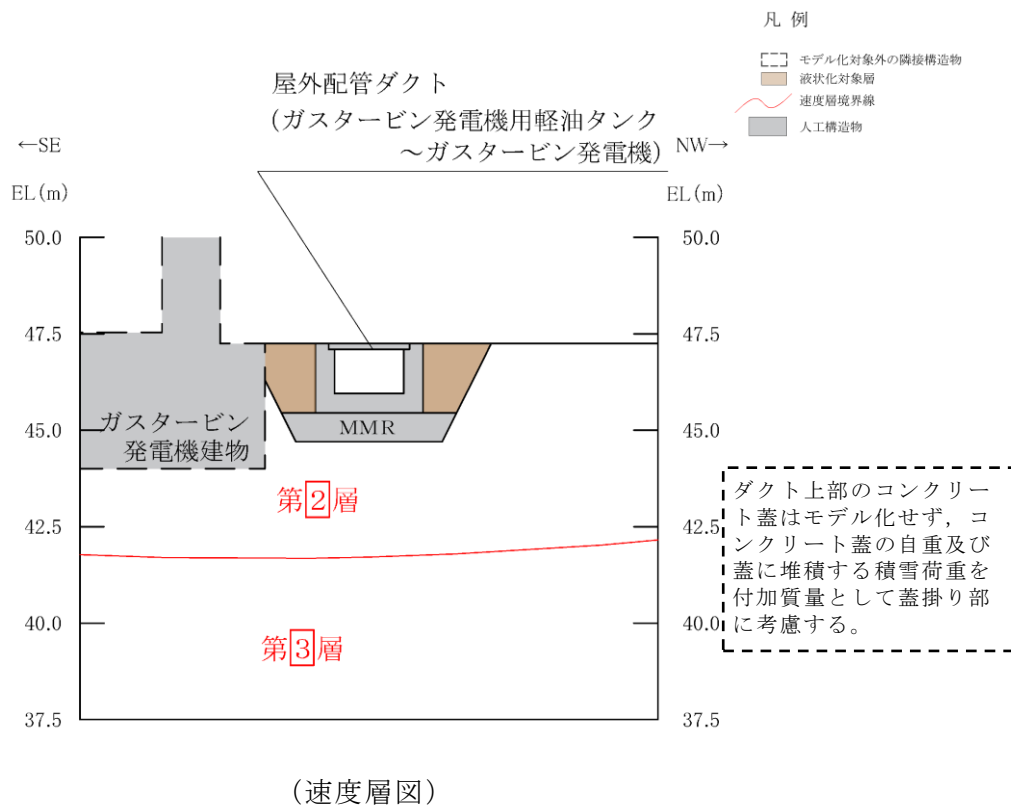 凡 例
モデル化対象外の隣接構造物
液状化対象層
速度層境界線
人工構造物
屋外配管ダクト
(ガスタービン発電機用軽油タンク
～ガスタービン発電機)
←SE
NW→
EL(m)
EL(m)
50.0
50.0
47.5
47.5
ガスタービン
発電機建物
MMR
45.0
45.0
第2層
42.5
42.5
ダクト上部のコンクリー
ト蓋はモデル化せず，コ
ンクリート蓋の自重及び
蓋に堆積する積雪荷重を
付加質量として蓋掛り部
に考慮する。
40.0
40.0
第3層
37.5
37.5
(速度層図)